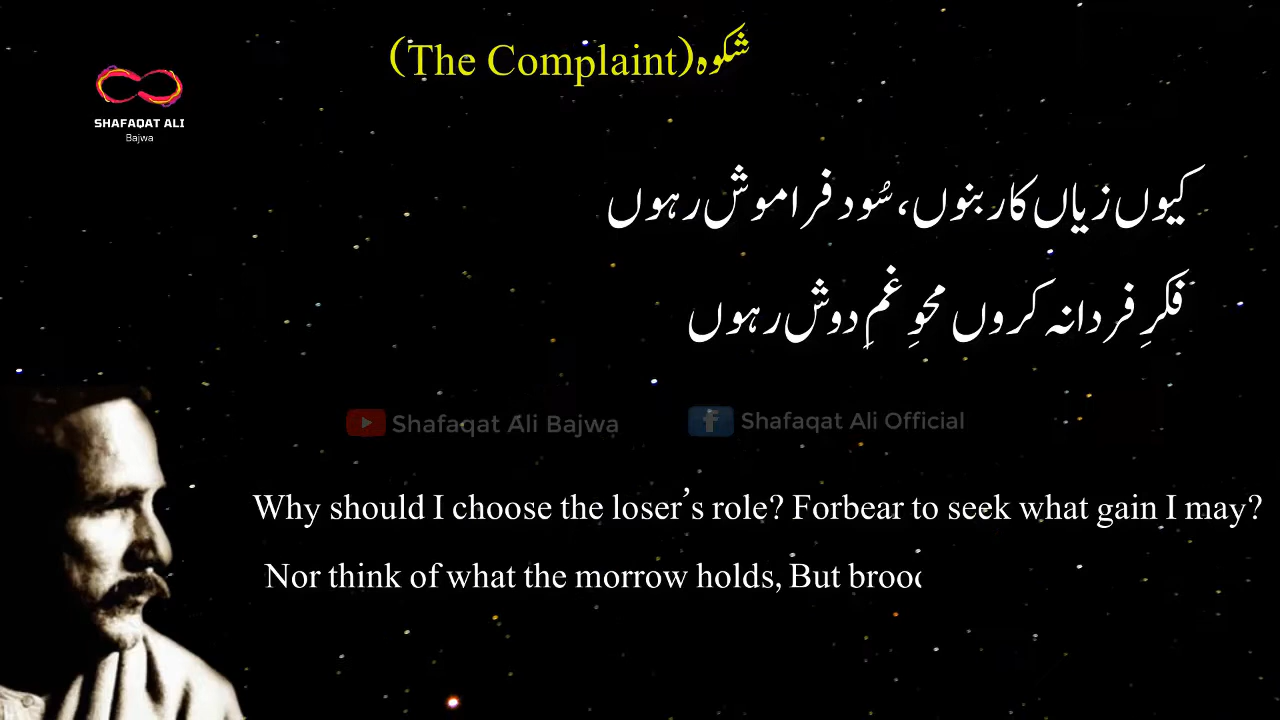 شکوہ(The Complaint)
SHAFAQAT ALI
Bajwa
کیوں زیاں کار بنوں، سُود فراموش رہوں
فکرِ فردا نہ کروں محوِ غمِ دوش رہوں
Shafaqat Ali Bajwa
Shafaqat Ali Official
Why should I choose the loser’s role? Forbear to seek what gain I may?
Nor think of what the morrow holds, But